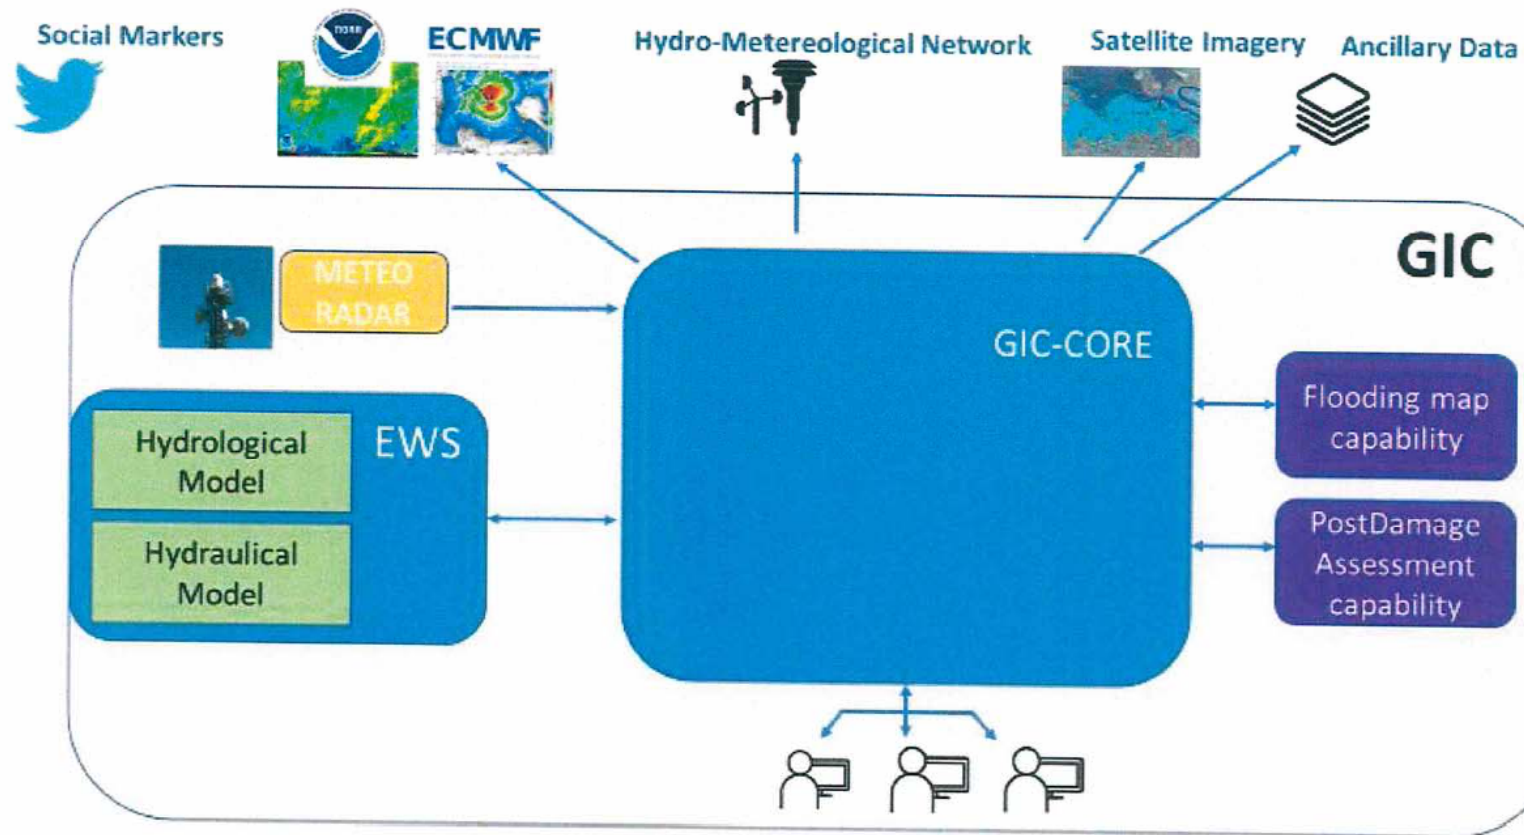 Social Markers
NOAA
ECMWF
Hydro-Metereological Network
Satellite Imagery
Ancillary Data
GIC
METEO
RADAR
GIC-CORE
EWS
Hydrological
Model
Hydraulical
Model
Flooding map
capability
PostDamage
Assessment
capability